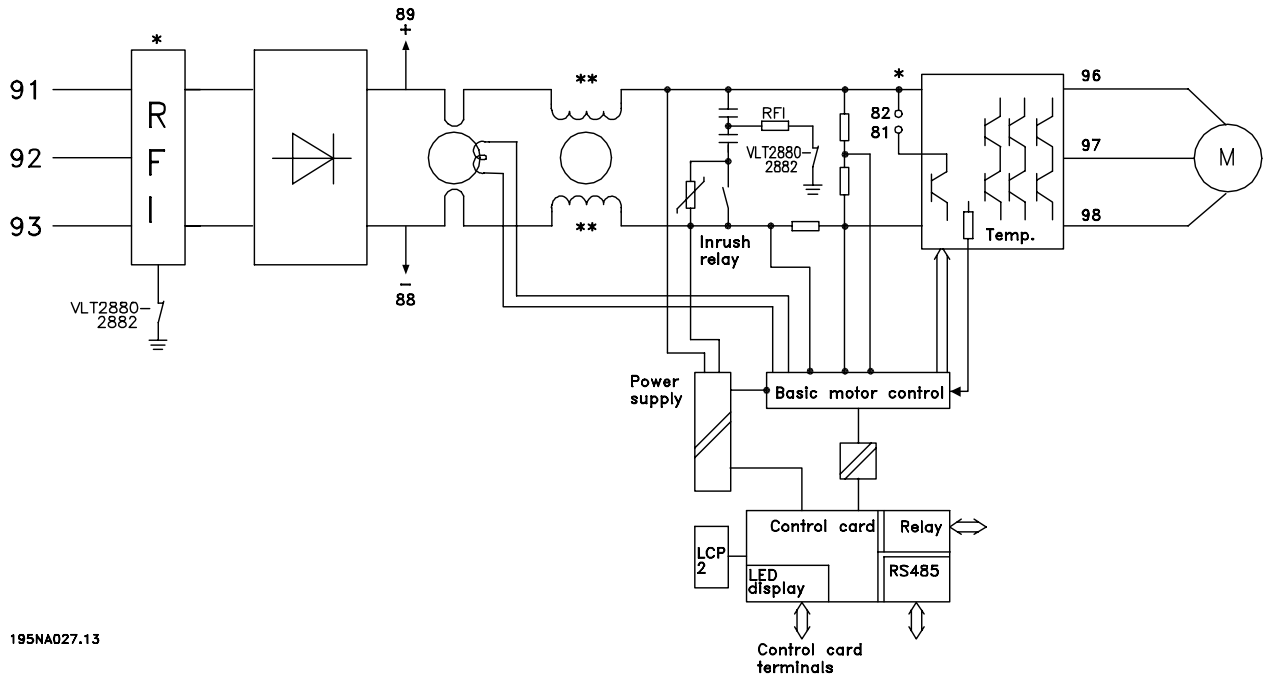 89
+
*
**
*
91
R
F
I
82
81
RFI
VLT2880-
2882
96
92
97
M
93
98
**
Inrush
relay
Temp.
VLT2880-
2882
−
88
Power
supply
Basic motor control
Control card
Relay
LCP
2
LED
display
RS485
195NA027.13
Control card
terminals